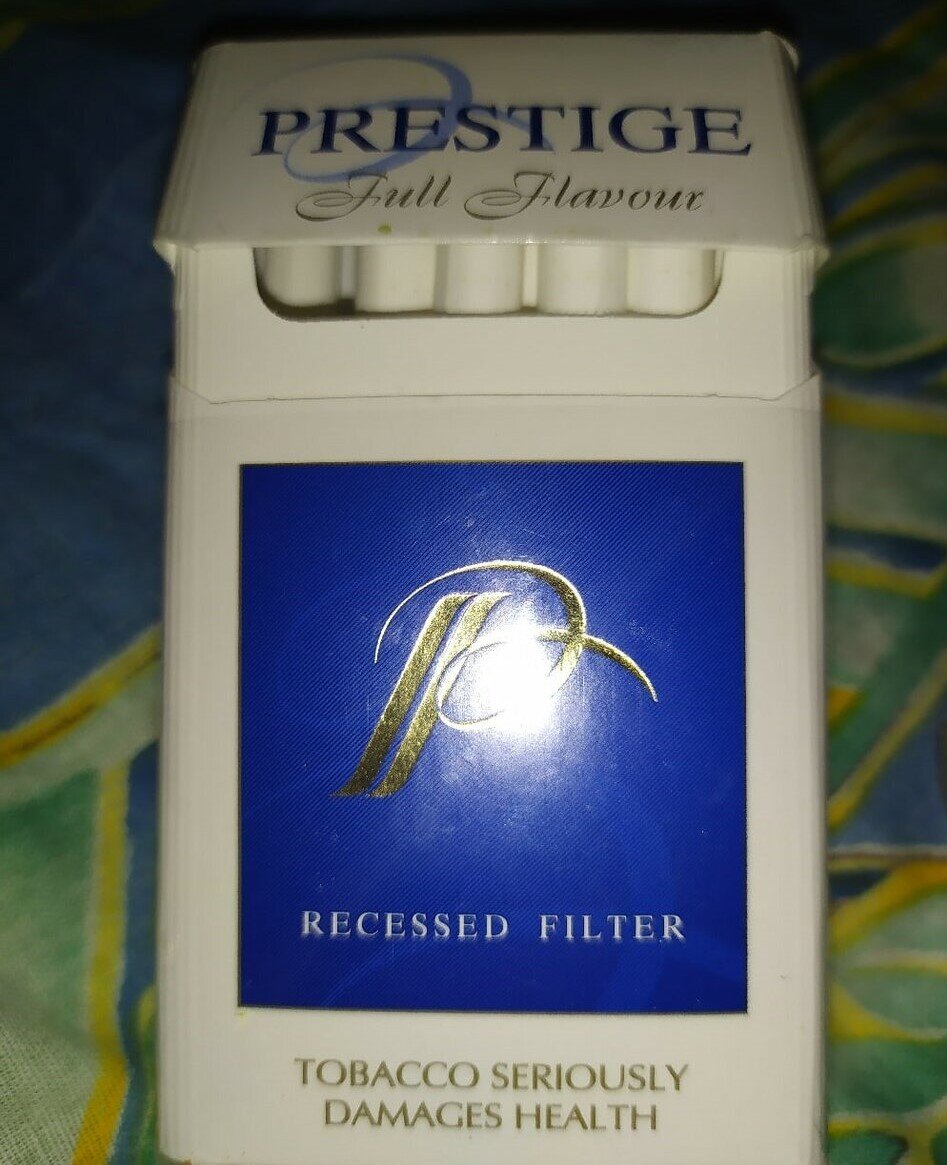 PRESTIGE
Full Flavour
RECESSED FILTER
TOBACCO SERIOUSLY
DAMAGES HEALTH